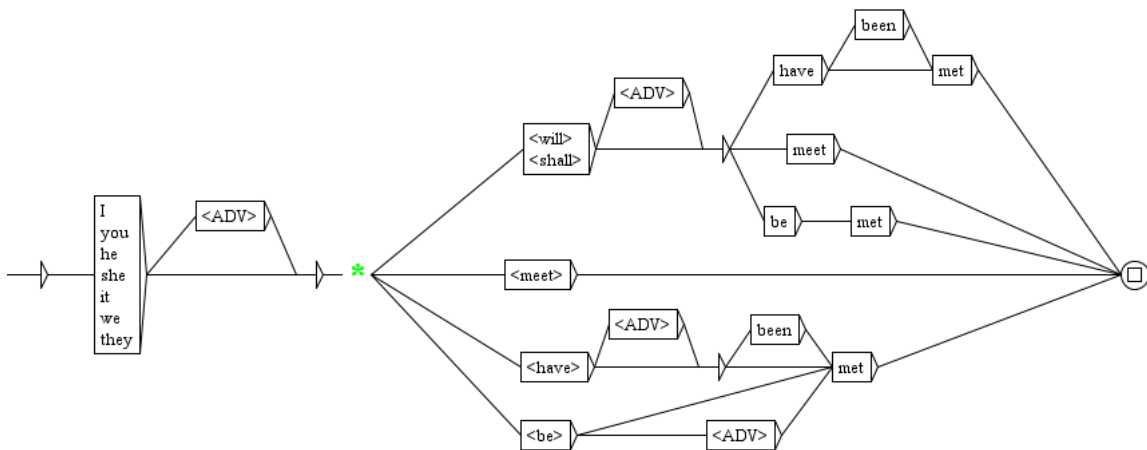 I
you
he
she
it
we
they
<ADV>
*
<will>
<shall>
<ADV>
have
been
met
meet
be
met
<meet>
<have>
<ADV>
been
met
<be>
<ADV>